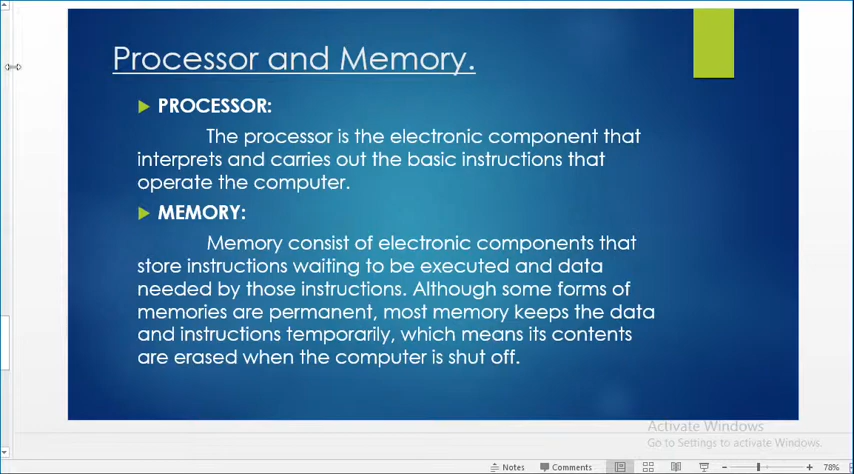 Processor and Memory.
PROCESSOR:
The processor is the electronic component that
interprets and carries out the basic instructions that
operate the computer.
MEMORY:
Memory consist of electronic components that
store instructions waiting to be executed and data
needed by those instructions. Although some forms of
memories are permanent, most memory keeps the data
and instructions temporarily, which means its contents
are erased when the computer is shut off.
Activate Windows
Go to Settings to activate Windows.
Notes Comments 78%